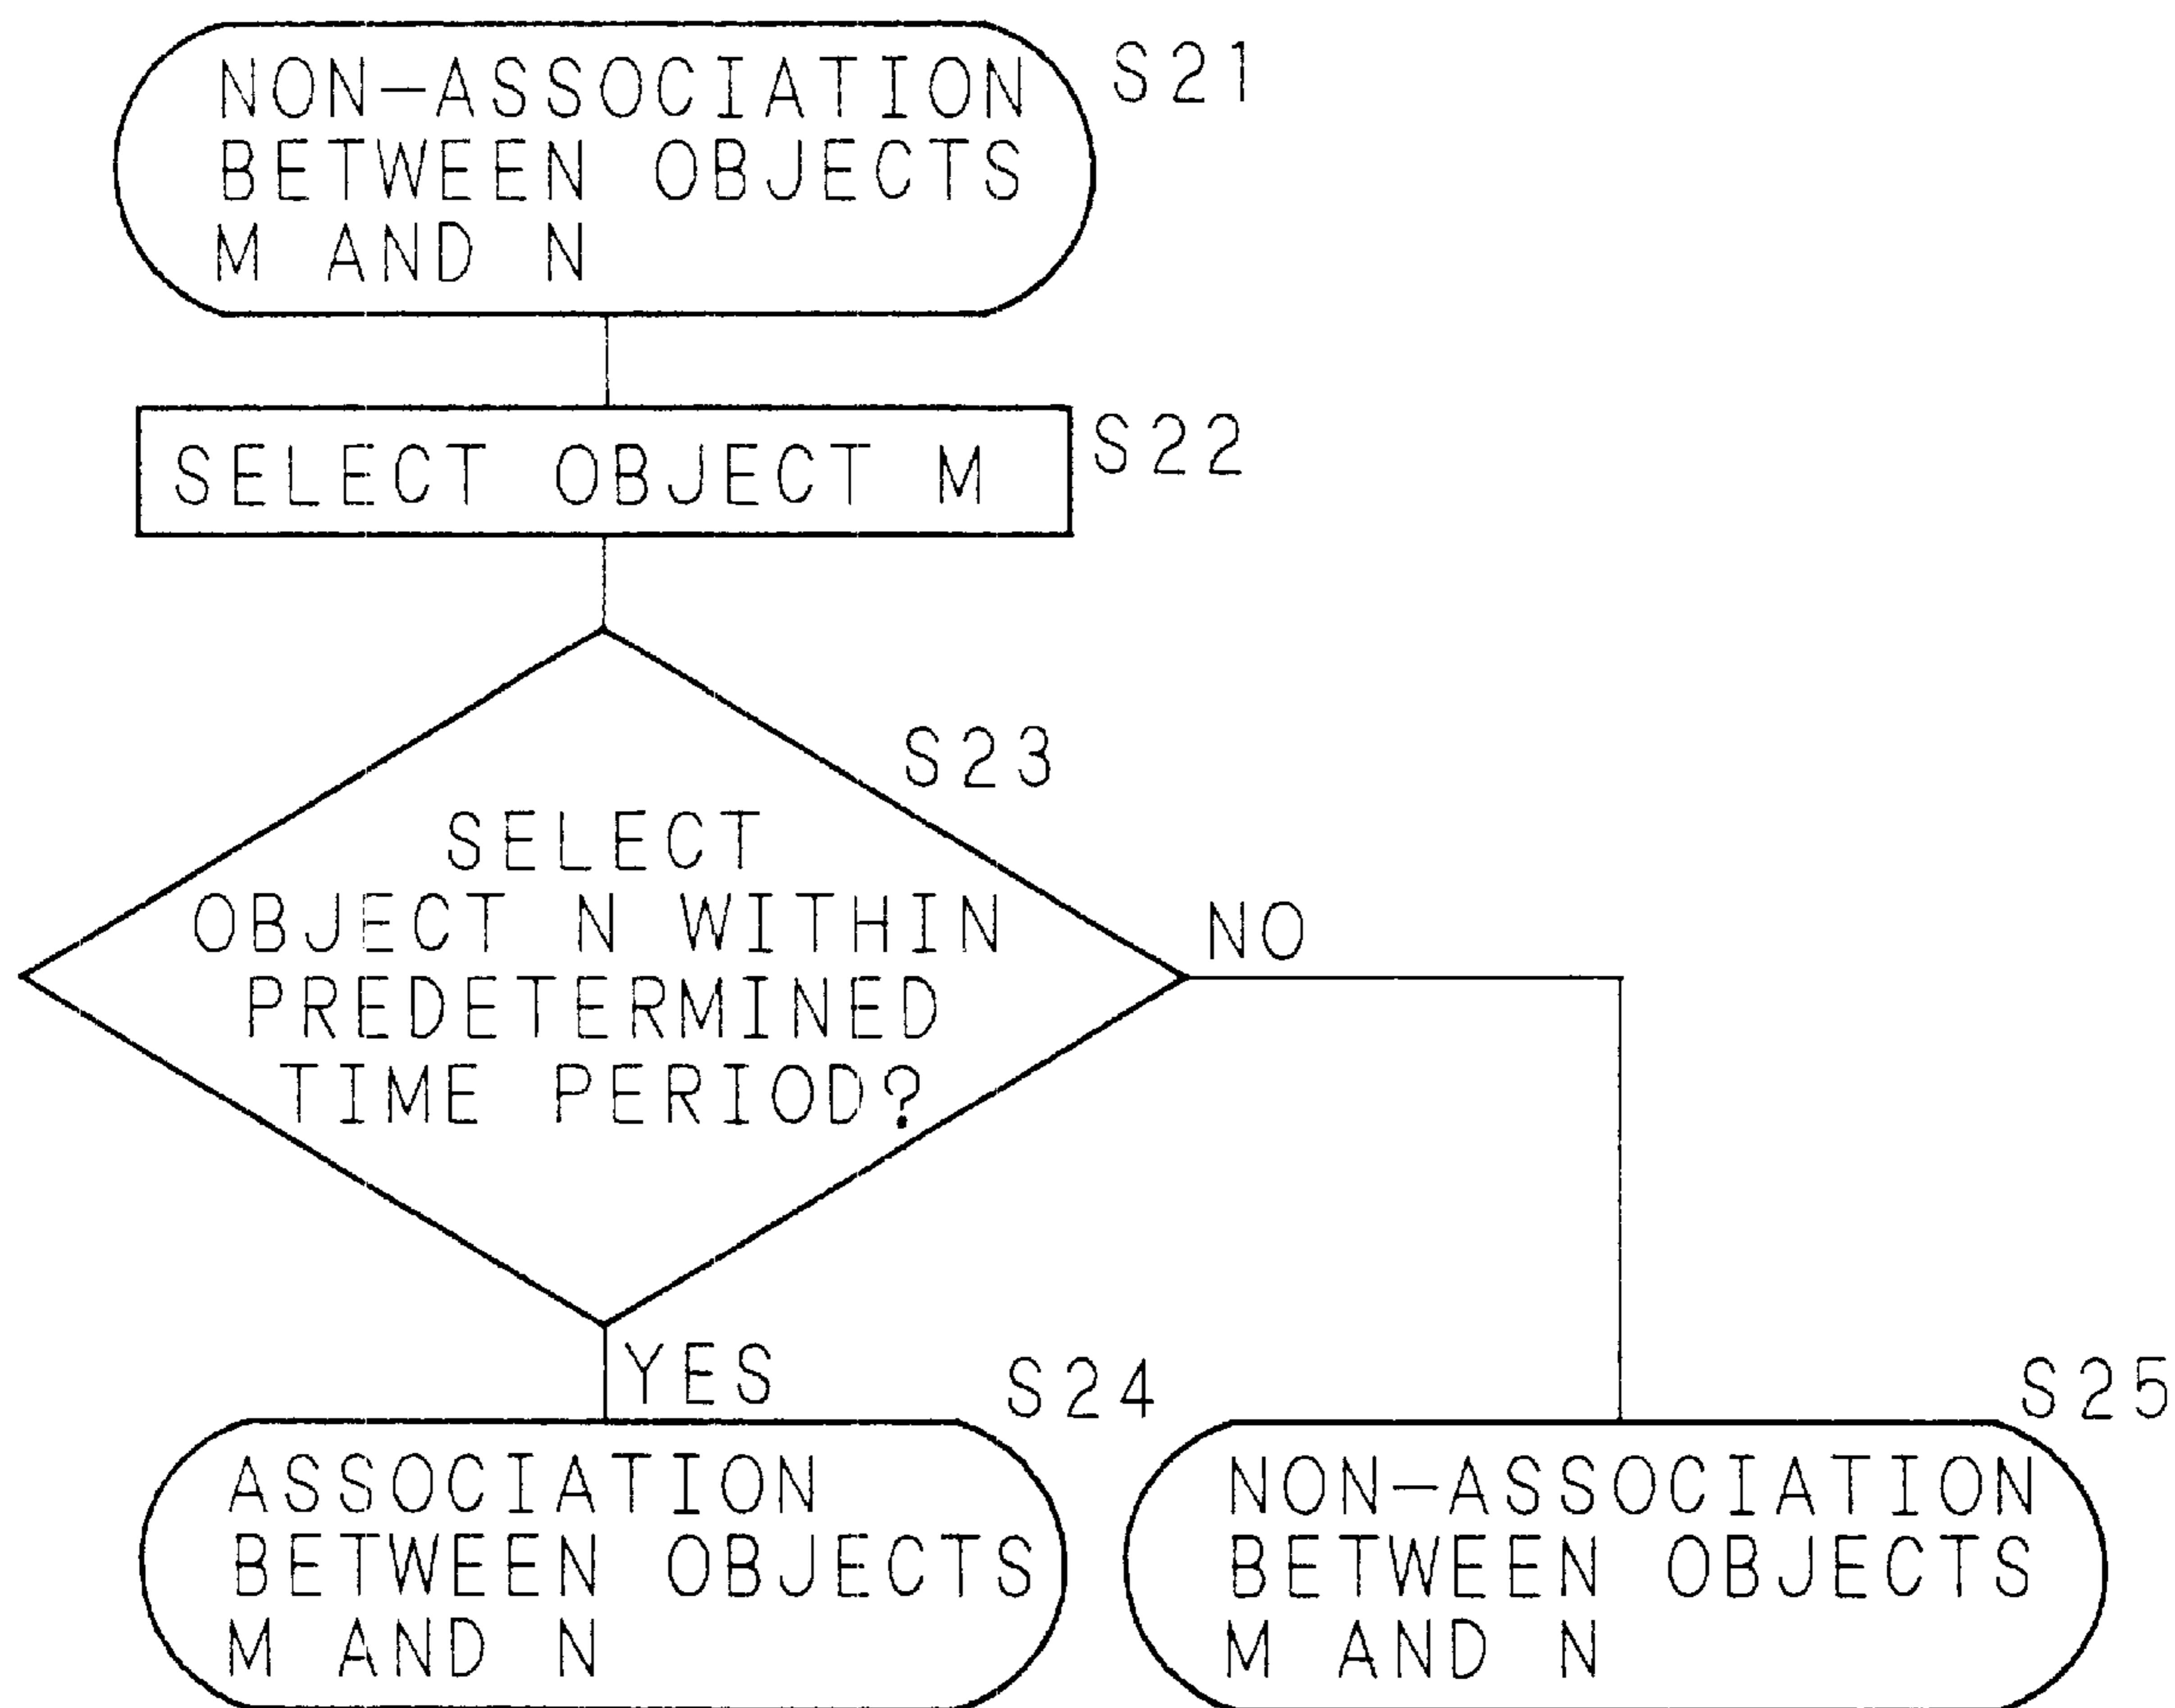 NON-ASSOCIATION
BETWEEN OBJECTS
M AND N
S21
SELECT OBJECT M
S22
S23
SELECT
OBJECT N WITHIN
PREDETERMINED
TIME PERIOD?
NO
YES
S24
ASSOCIATION
BETWEEN OBJECTS
M AND N
S25
NON-ASSOCIATION
BETWEEN OBJECTS
M AND N